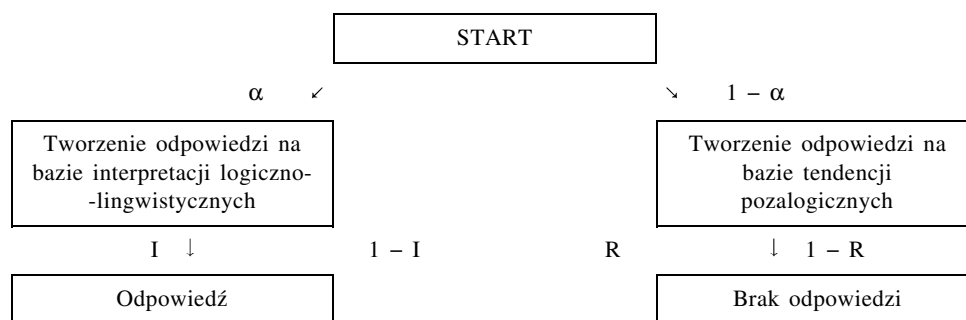 START
α ↙ ↘ 1 – α
Tworzenie odpowiedzi na
bazie interpretacji logiczno-
-lingwistycznych
Tworzenie odpowiedzi na
bazie tendencji
pozalogicznych
I ↓ 1 – I R ↓ 1 – R
Odpowiedź
Brak odpowiedzi